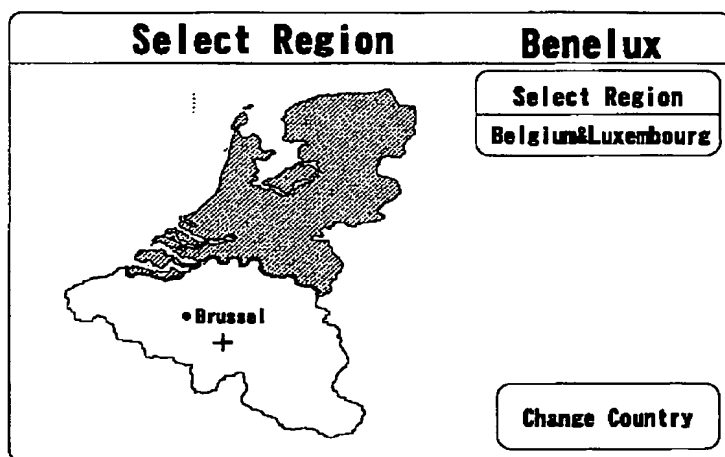 Select Region
Benelux
Select Region
Belgium&Luxembourg
Brussel
Change Country